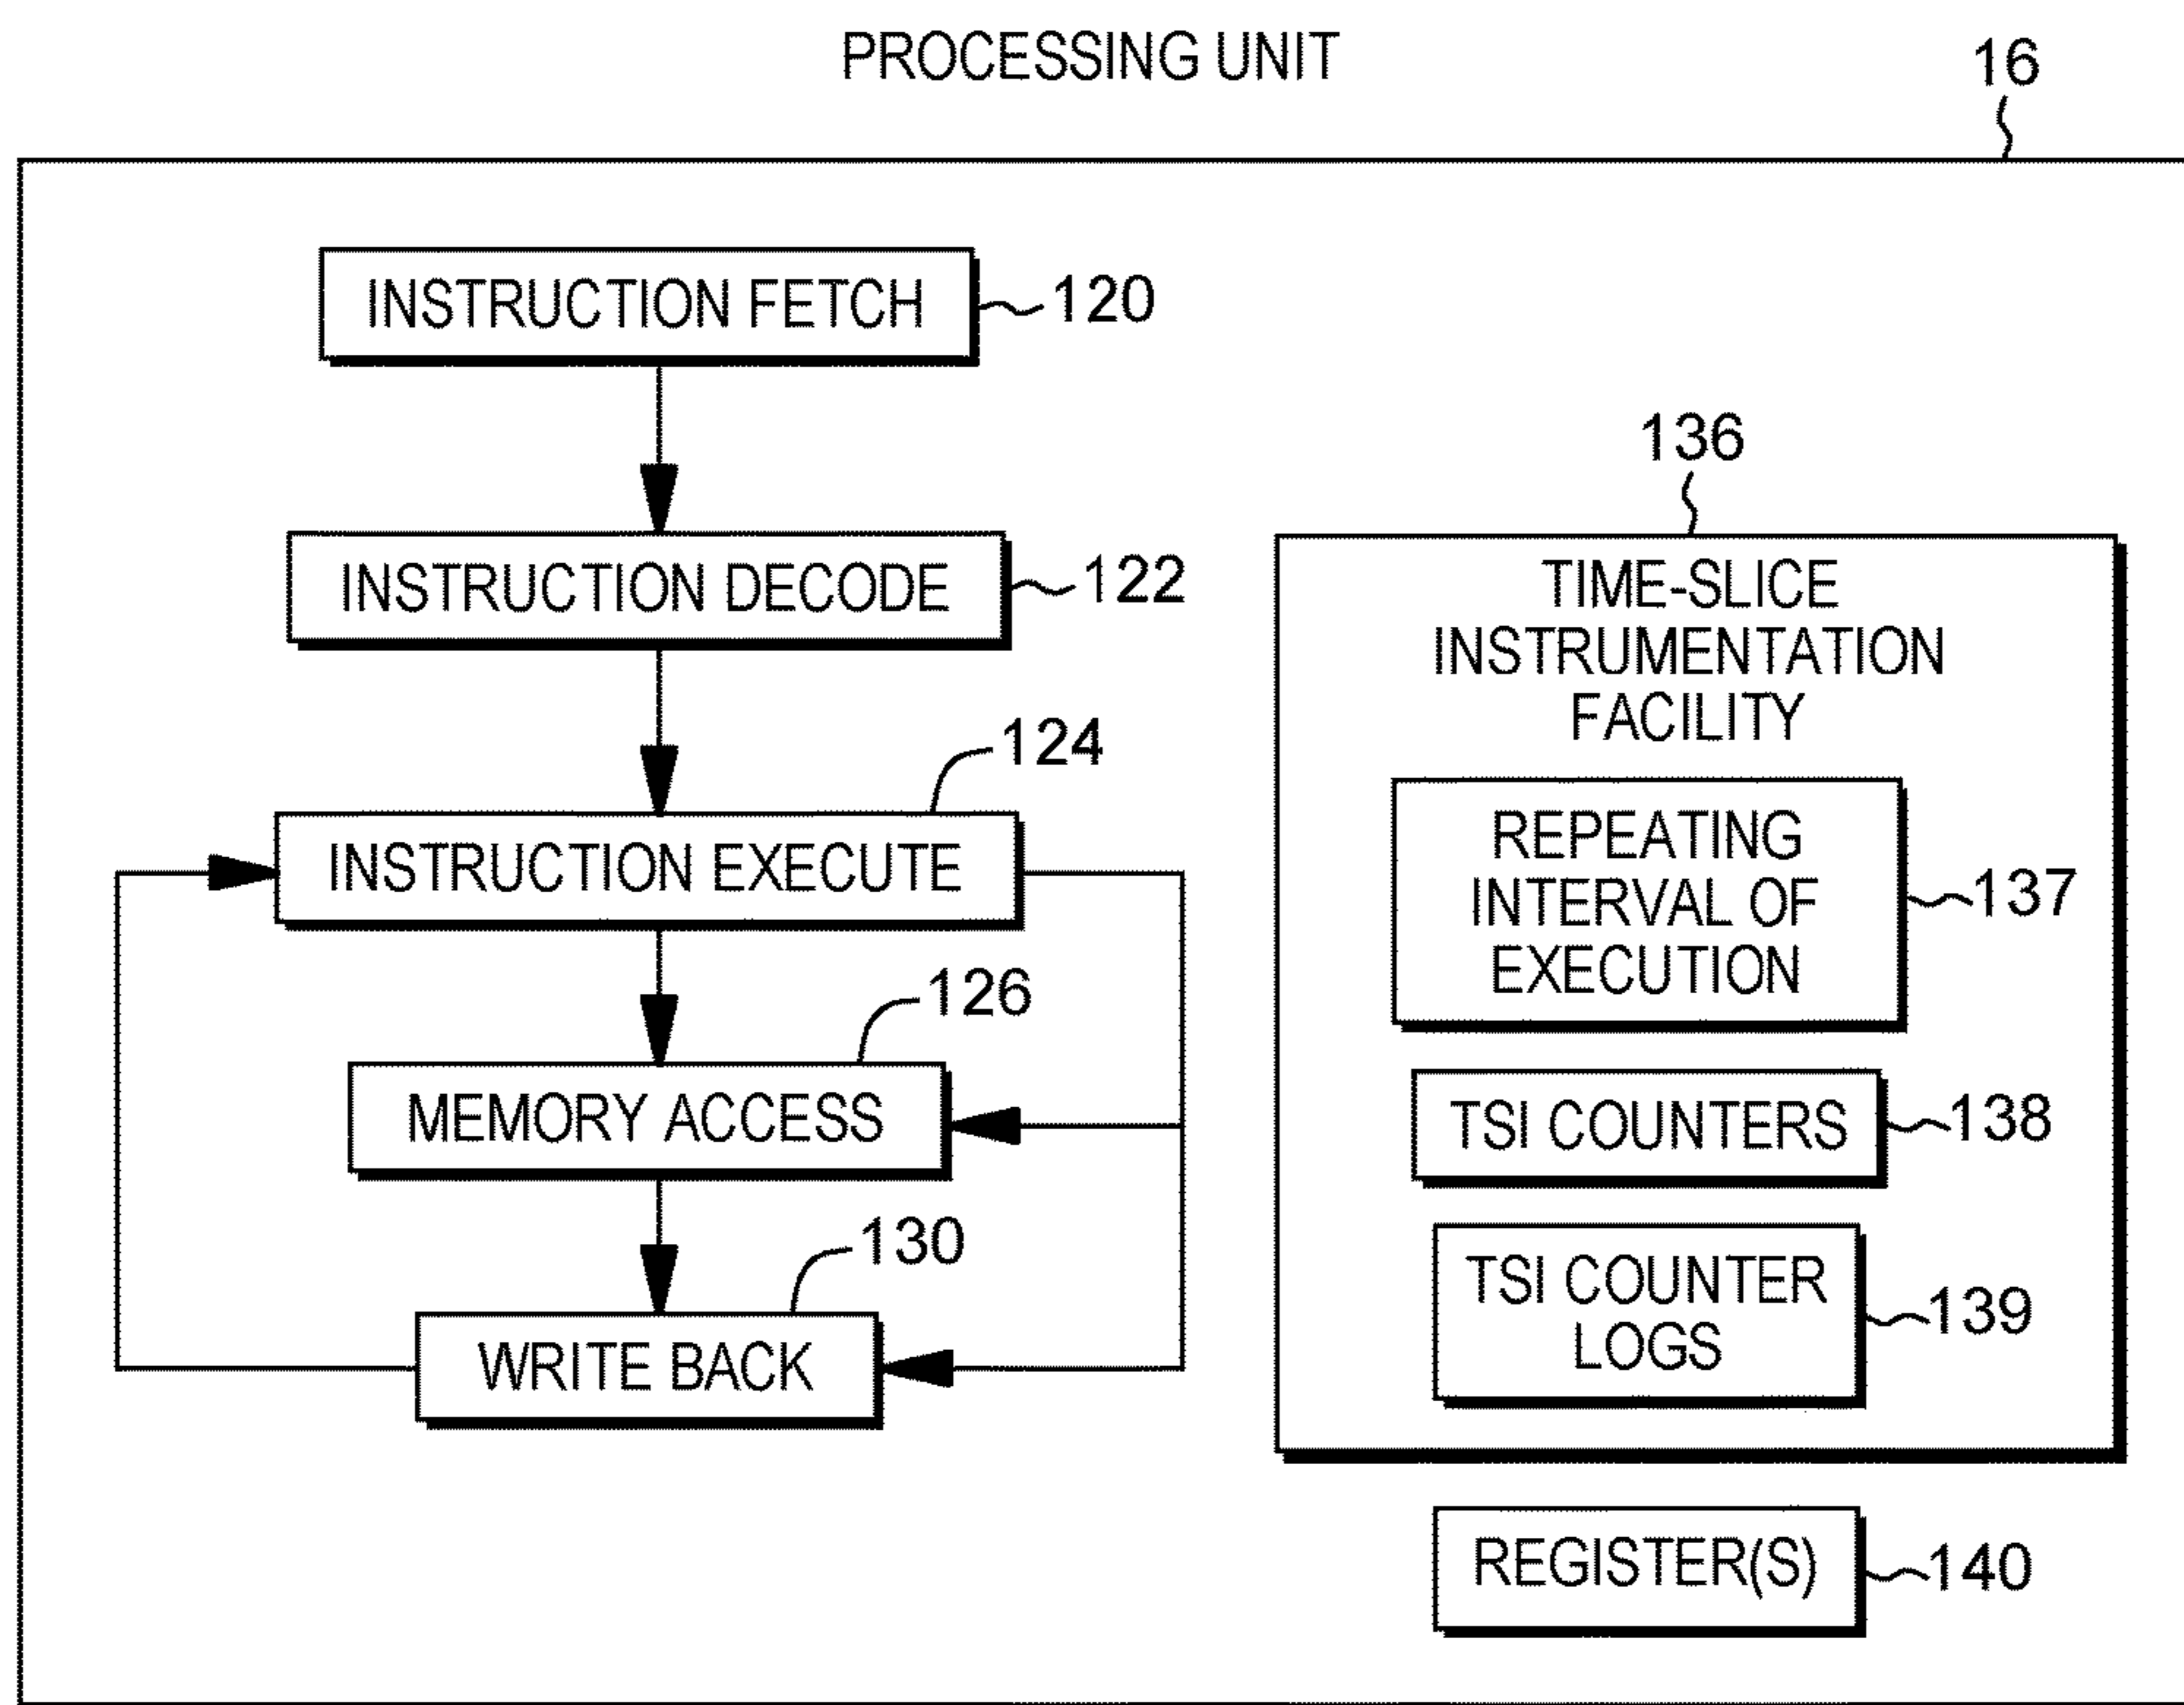 PROCESSING UNIT
16
INSTRUCTION FETCH
120
INSTRUCTION DECODE
122
124
INSTRUCTION EXECUTE
126
MEMORY ACCESS
130
WRITE BACK
136
TIME-SLICE
INSTRUMENTATION
FACILITY
REPEATING
INTERVAL OF
EXECUTION
137
TSI COUNTERS
138
TSI COUNTER
LOGS
139
REGISTER(S)
140